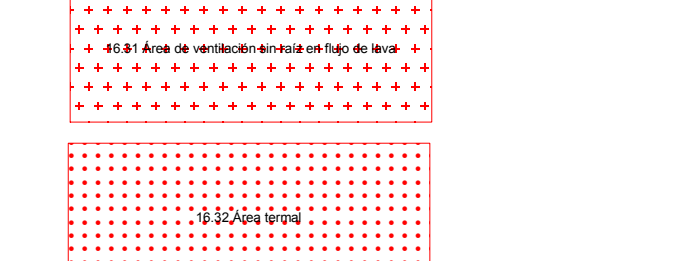 16.31 Área de ventilación sin raíz en flujo de lava
16.32 Área termal